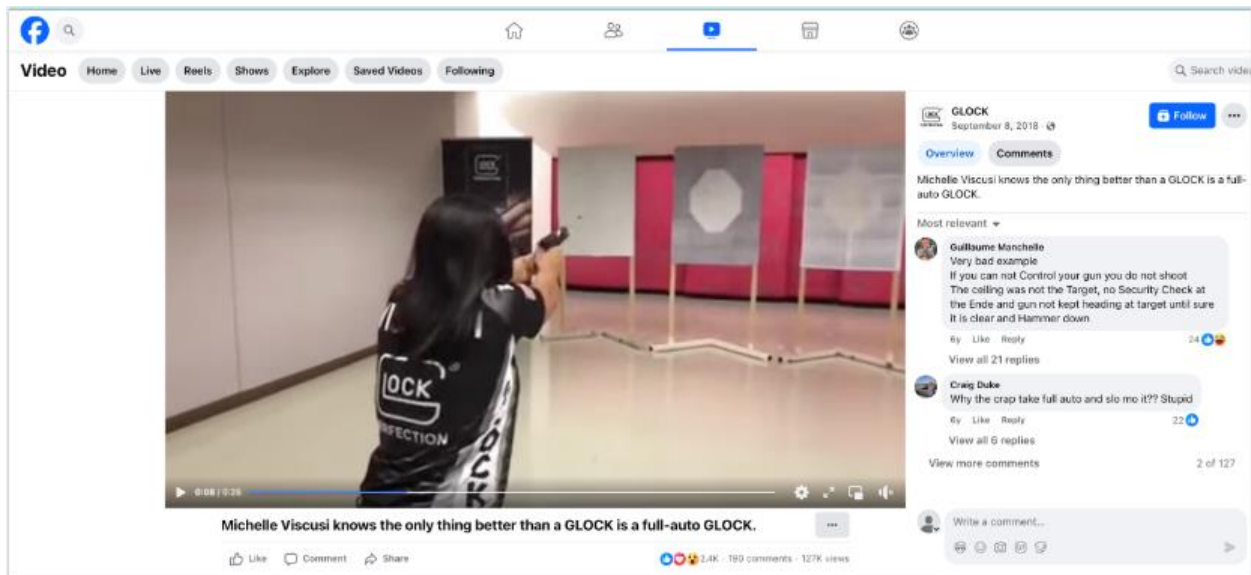 Video
Home
Live
Reels
Shows
Explore
Saved Videos
Following
Search video
GLOCK
September 8, 2018
Follow
Overview
Comments
Michelle Viscusi knows the only thing better than a GLOCK is a full-
auto GLOCK.
Most relevant
Guillaume Manchelle
Very bad example
If you can not Control your gun you do not shoot
The ceiling was not the Target, no Security Check at
the Ende and gun not kept heading at target until sure
it is clear and Hammer down
6y Like Reply
24
View all 21 replies
Craig Duke
Why the crap take full auto and slo mo it?? Stupid
6y Like Reply
22
View all 6 replies
View more comments
2 of 127
Write a comment...
GLOCK
GLOCK
PERFECTION
0:08 / 0:26
Michelle Viscusi knows the only thing better than a GLOCK is a full-auto GLOCK.
Like
Comment
Share
2.4K · 190 comments · 127K views